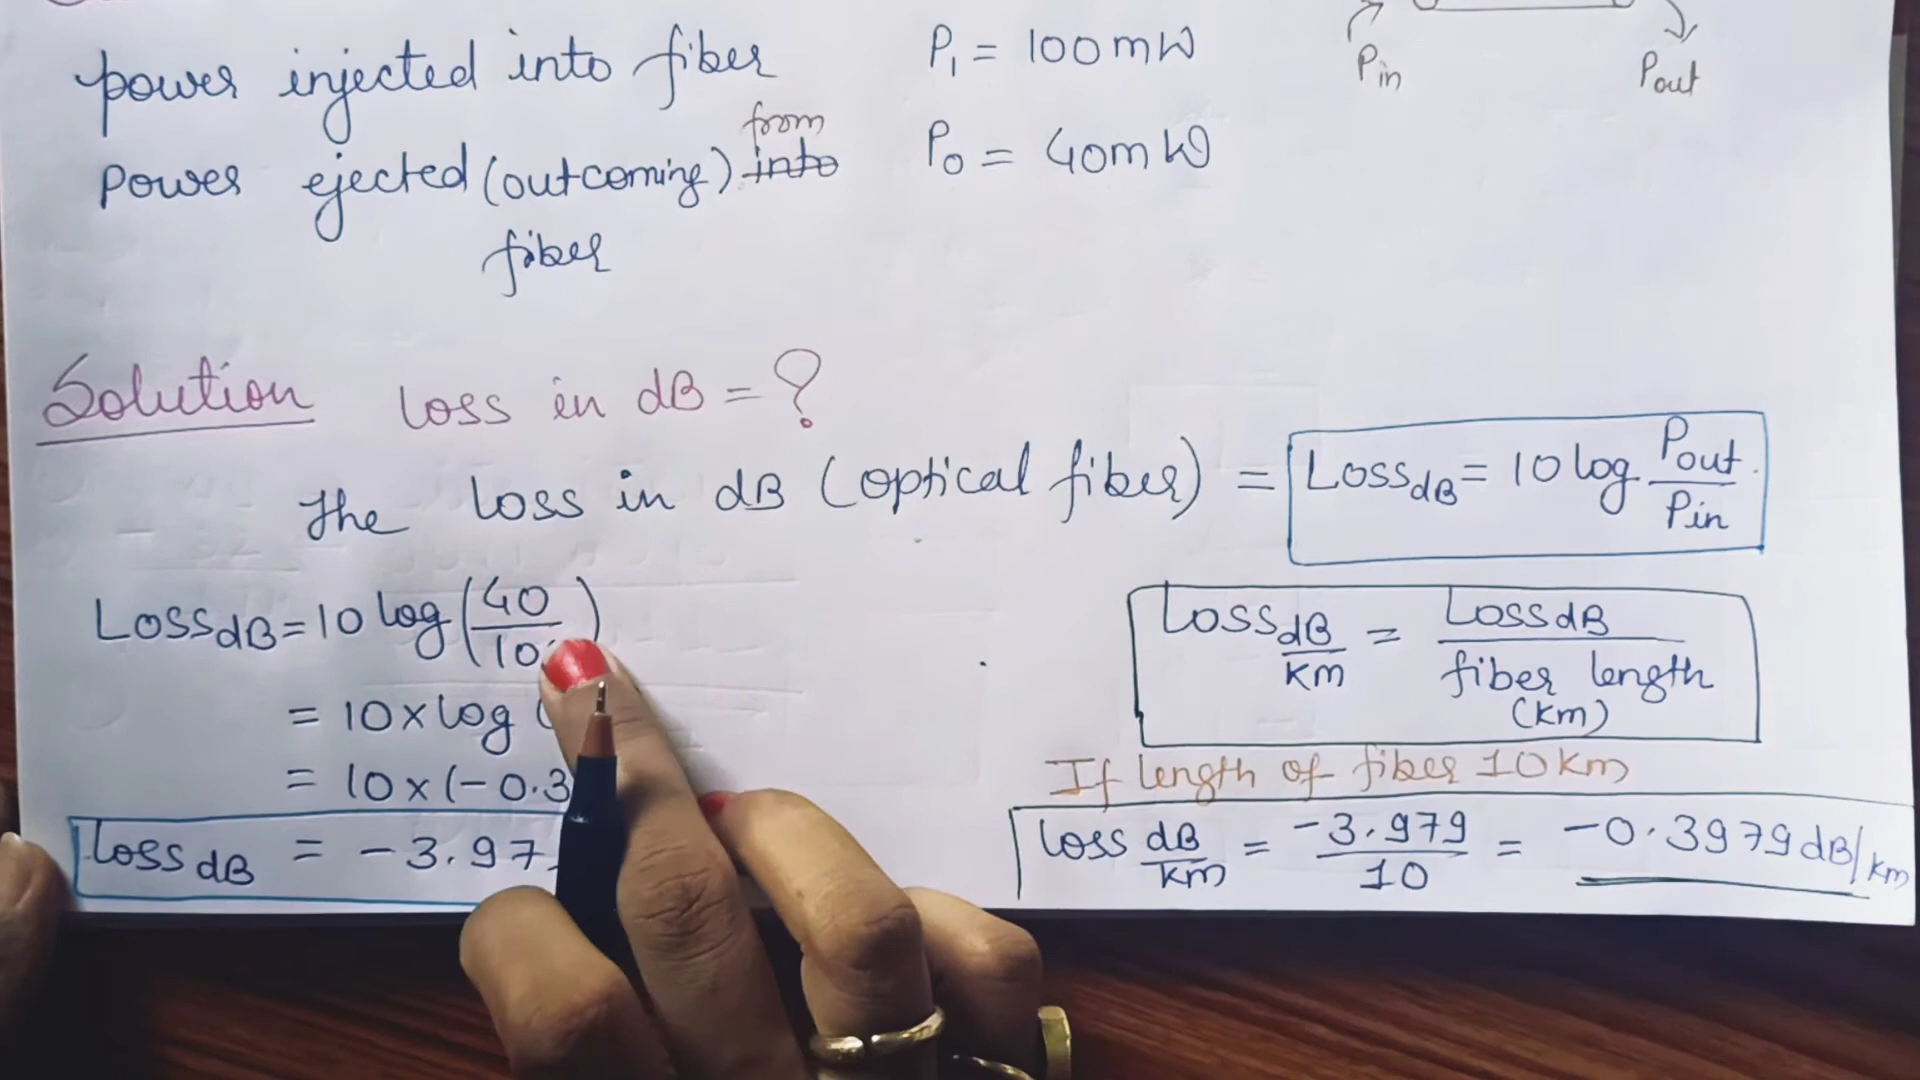 power injected into fiber P1 = 100mW
Pin Pout
from
Power ejected (outcoming) into P0 = 40mW
fiber
Solution Loss in dB = ?
The loss in dB (optical fiber) = LossdB = 10 log Pout/Pin
LossdB = 10 log (40/10
Loss dB/km = LossdB / fiber length (km)
= 10 x log (
= 10 x (-0.3
If length of fiber 10km
LossdB = -3.97
loss dB/km = -3.979/10 = -0.3979 dB/km